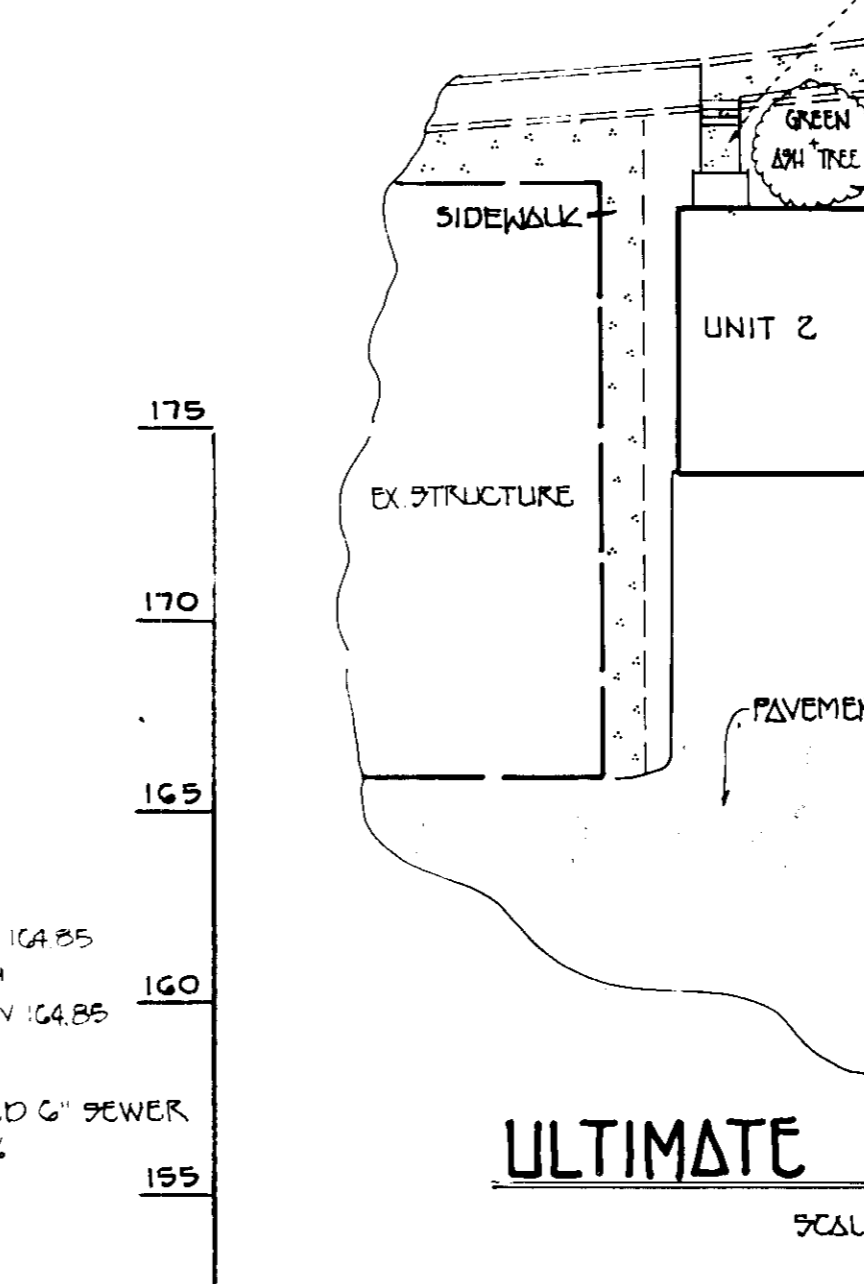 GREEN
ASH TREE
SIDEWALK
UNIT 2
175
EX. STRUCTURE
170
165
164.85
160
164.85
6" SEWER
155
ULTIMATE